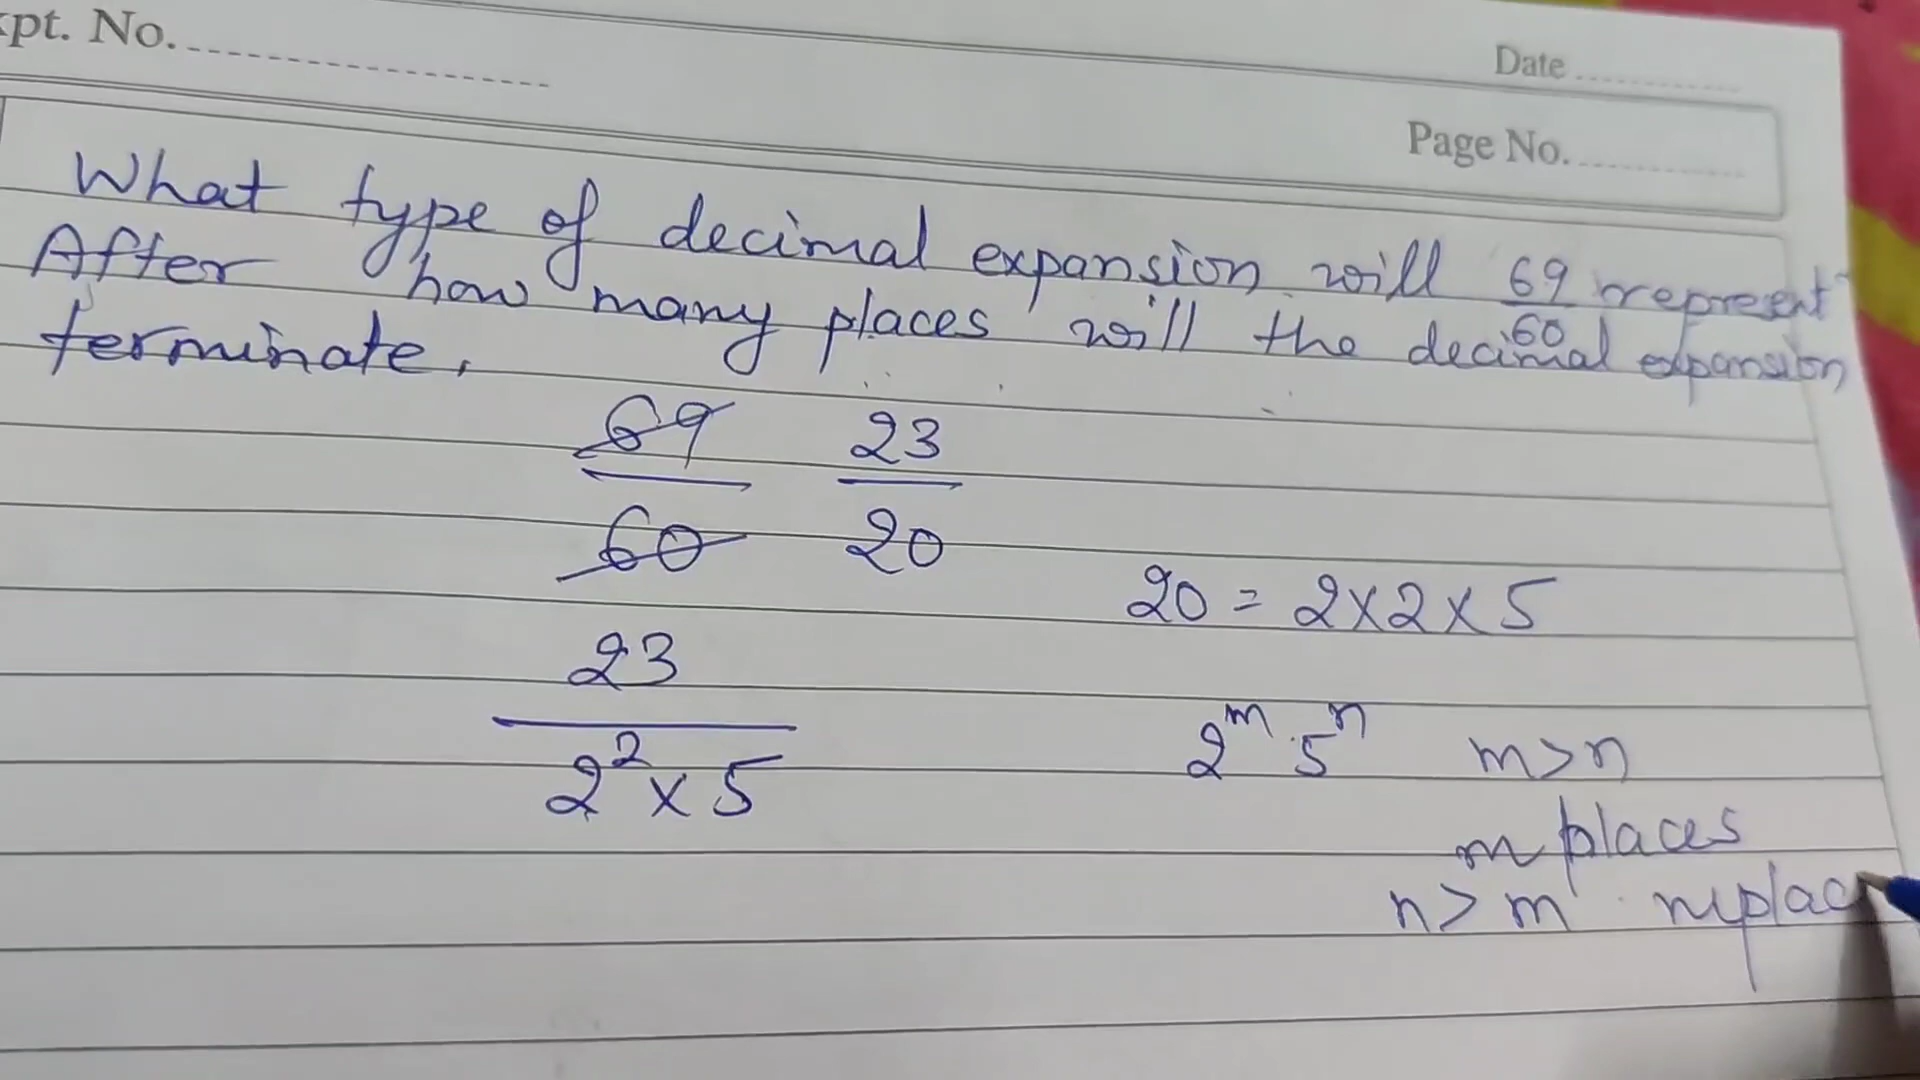 xpt. No.
Date
Page No.
What type of decimal expansion will 69/60 represent
After how many places will the decimal expansion
terminate.
69/60 23/20
20 = 2×2×5
23
2² × 5
2^m · 5^n m>n
m places
n>m n plac